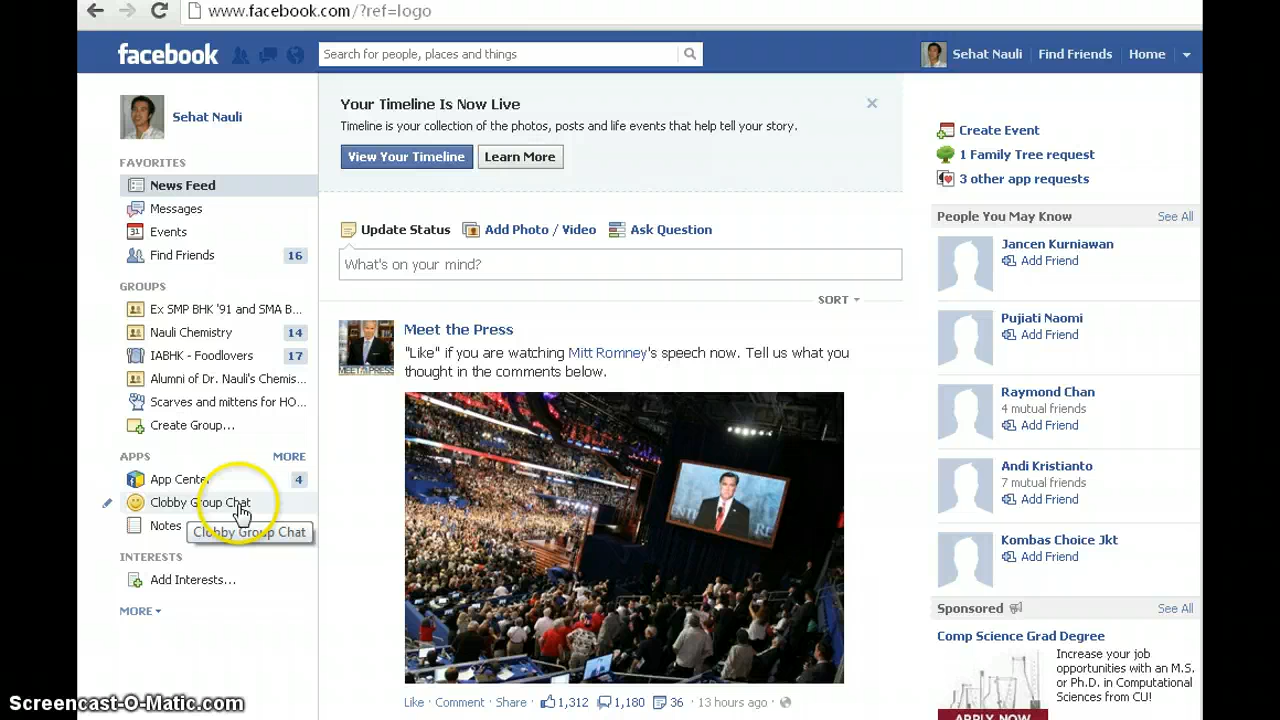 www.facebook.com/?ref=logo
facebook
Search for people, places and things
Sehat Nauli
Find Friends
Home
Sehat Nauli
FAVORITES
News Feed
Messages
Events
Find Friends 16
GROUPS
Ex SMP BHK '91 and SMA B...
Nauli Chemistry 14
IABHK - Foodlovers 17
Alumni of Dr. Nauli's Chemis...
Scarves and mittens for HO...
Create Group...
APPS MORE
App Center 4
Clobby Group Chat
Notes
Clobby Group Chat
INTERESTS
Add Interests...
MORE
Your Timeline Is Now Live
Timeline is your collection of the photos, posts and life events that help tell your story.
View Your Timeline
Learn More
Update Status
Add Photo / Video
Ask Question
What's on your mind?
SORT
Meet the Press
"Like" if you are watching Mitt Romney's speech now. Tell us what you
thought in the comments below.
MEET THE PRESS
Like · Comment · Share · 1,312 1,180 36 · 13 hours ago ·
Create Event
1 Family Tree request
3 other app requests
People You May Know See All
Jancen Kurniawan
Add Friend
Pujiati Naomi
Add Friend
Raymond Chan
4 mutual friends
Add Friend
Andi Kristianto
7 mutual friends
Add Friend
Kombas Choice Jkt
Add Friend
Sponsored See All
Comp Science Grad Degree
Increase your job
opportunities with an M.S.
or Ph.D. in Computational
Sciences from CU!
APPLY NOW
Screencast-O-Matic.com